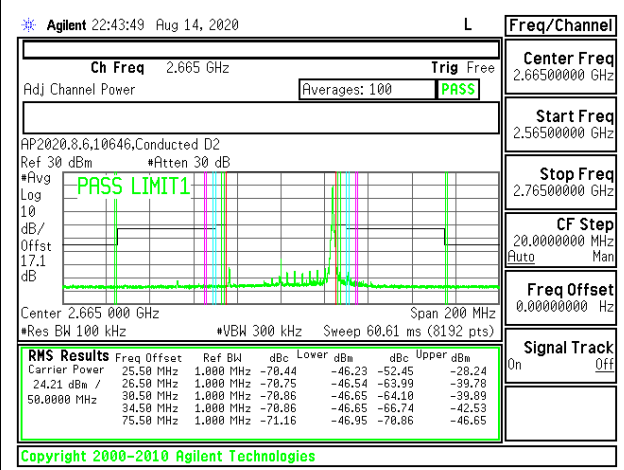 Agilent 22:43:49 Aug 14, 2020 L
Freq/Channel
Ch Freq 2.665 GHz Trig Free
Adj Channel Power Averages: 100 PASS
AP2020.8.6,10646,Conducted D2
Ref 30 dBm #Atten 30 dB
#Avg
Log
10
dB/
Offst
17.1
dB
PASS LIMIT1
Center 2.665 000 GHz Span 200 MHz
#Res BW 100 kHz #VBW 300 kHz Sweep 60.61 ms (8192 pts)
RMS Results Freq Offset Ref BW dBc Lower dBm dBc Upper dBm
Carrier Power 25.50 MHz 1.000 MHz -70.44 -46.23 -52.45 -28.24
24.21 dBm / 26.50 MHz 1.000 MHz -70.75 -46.54 -63.99 -39.78
50.0000 MHz 30.50 MHz 1.000 MHz -70.86 -46.65 -64.10 -39.89
34.50 MHz 1.000 MHz -70.86 -46.65 -66.74 -42.53
75.50 MHz 1.000 MHz -71.16 -46.95 -70.86 -46.65
Copyright 2000-2010 Agilent Technologies
Center Freq
2.66500000 GHz
Start Freq
2.56500000 GHz
Stop Freq
2.76500000 GHz
CF Step
20.0000000 MHz
Auto Man
Freq Offset
0.00000000 Hz
Signal Track
On Off